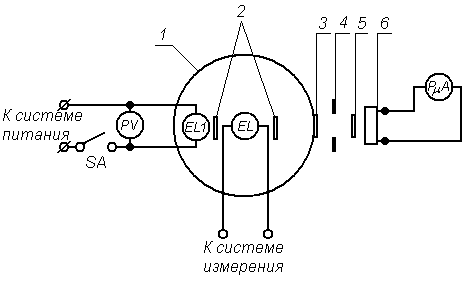 1 2 3 4 5 6
К системе
питания
PV
SA
EL1
EL
PμA
К системе
измерения